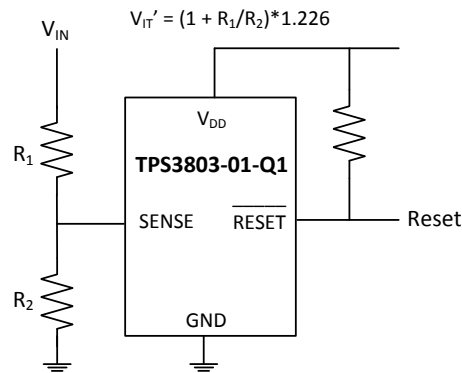 V_IT' = (1 + R_1/R_2)*1.226
V_IN
V_DD
R_1
TPS3803-01-Q1
SENSE
RESET
Reset
R_2
GND